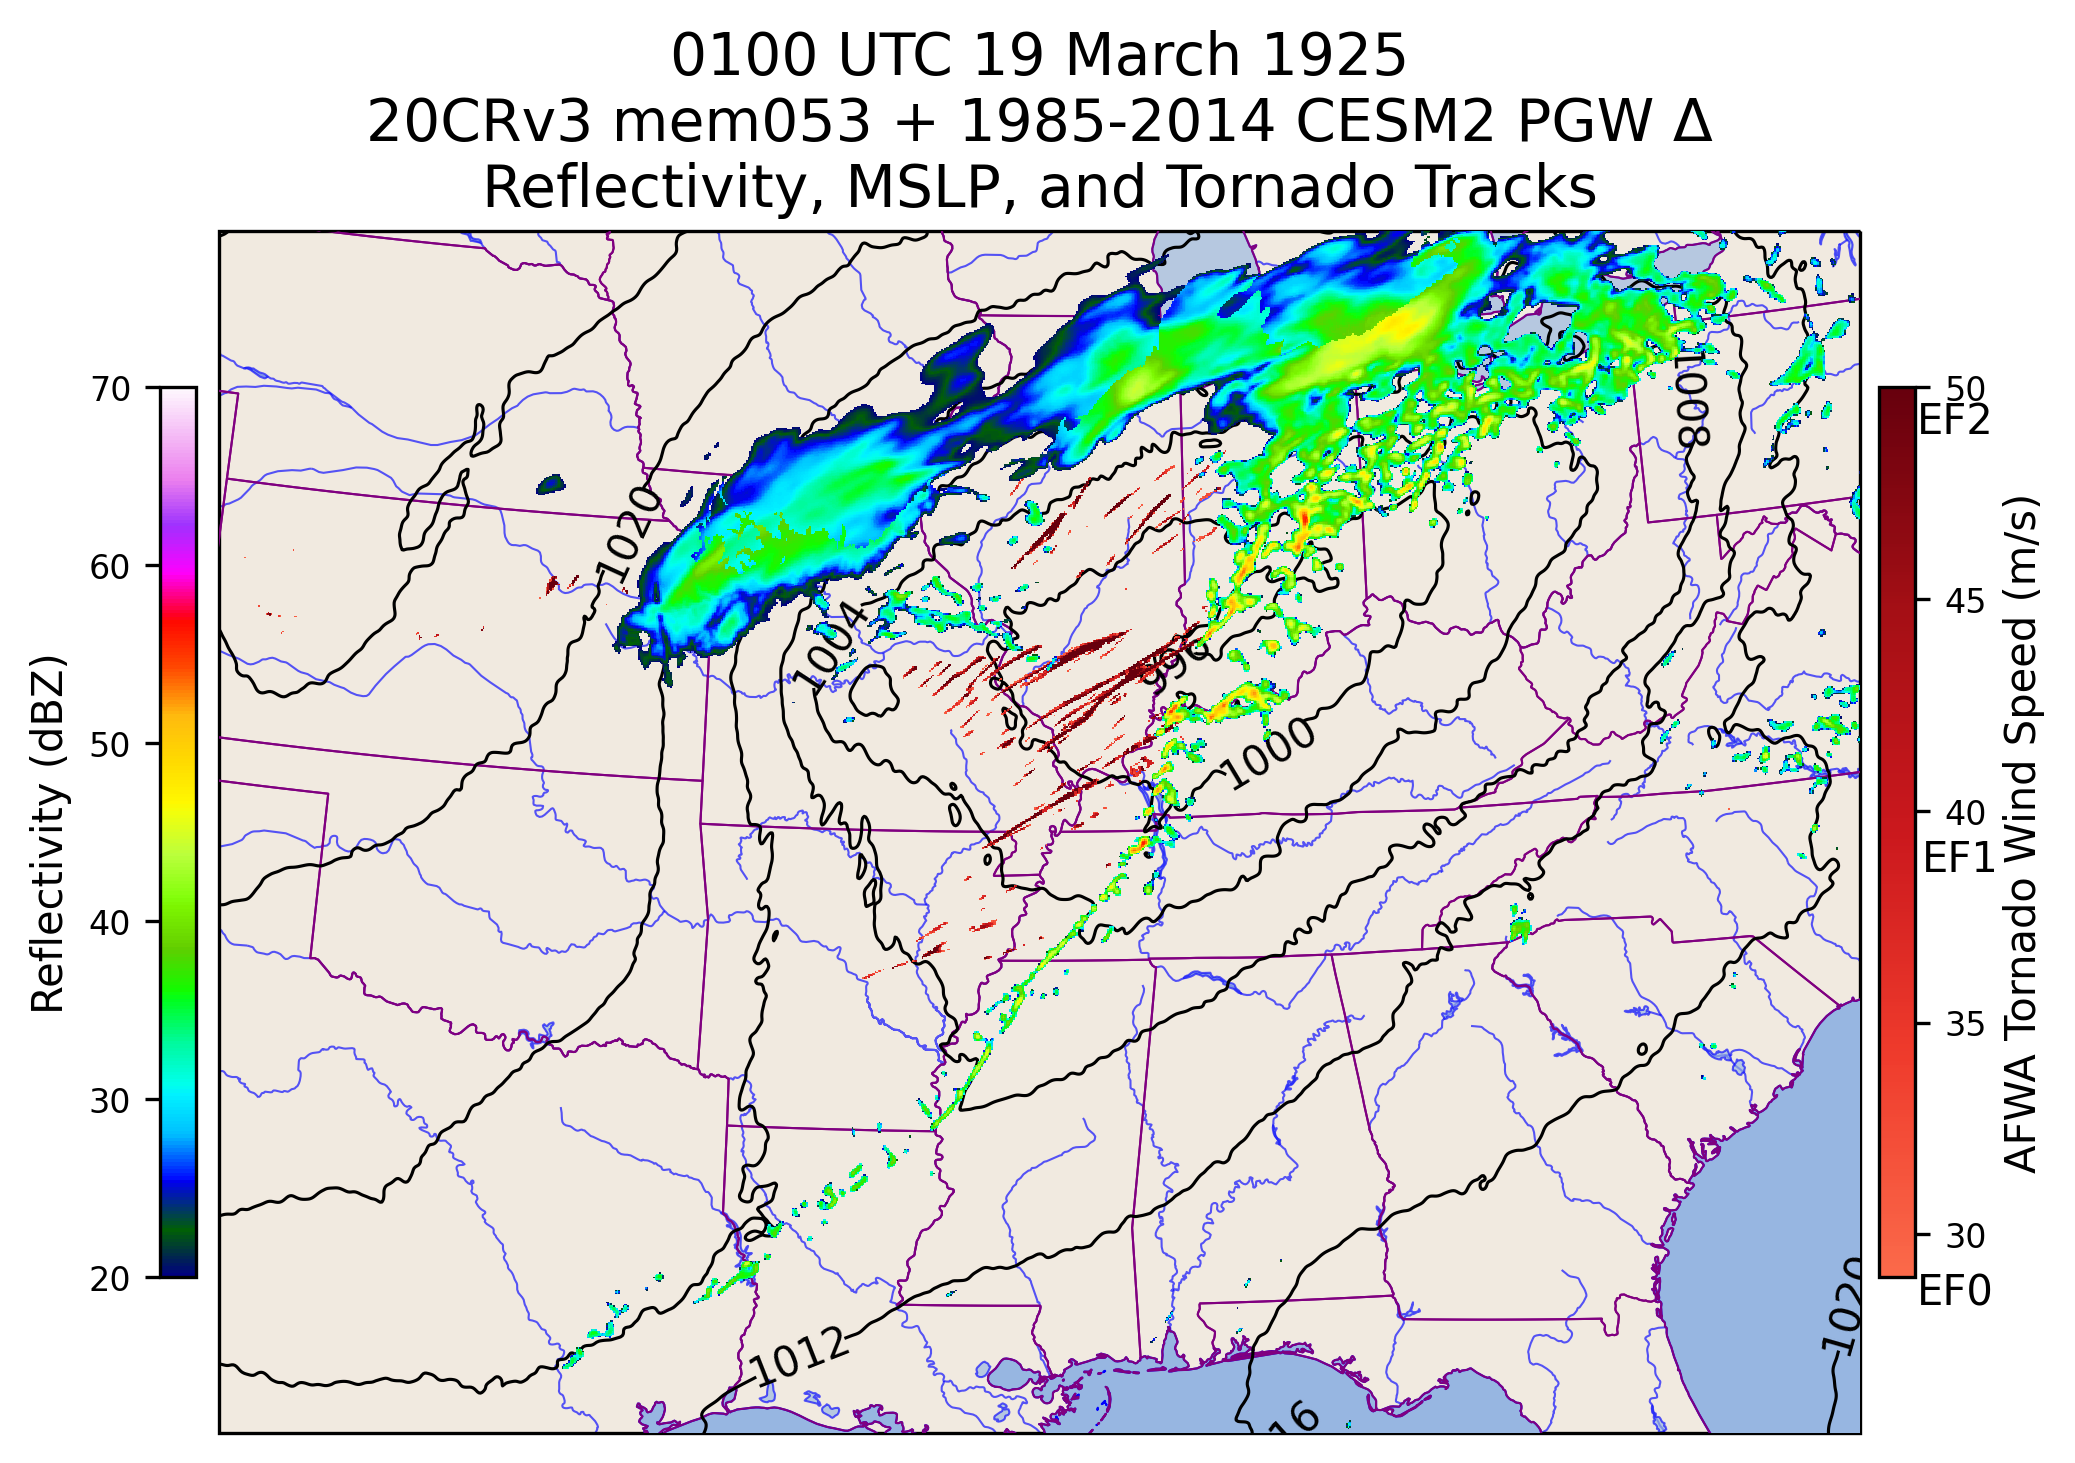 0100 UTC 19 March 1925
20CRv3 mem053 + 1985-2014 CESM2 PGW Δ
Reflectivity, MSLP, and Tornado Tracks
Reflectivity (dBZ)
70
60
50
40
30
20
1020
1004
996
1000
1008
1012
16
1020
50
EF2
45
40
EF1
35
30
EF0
AFWA Tornado Wind Speed (m/s)